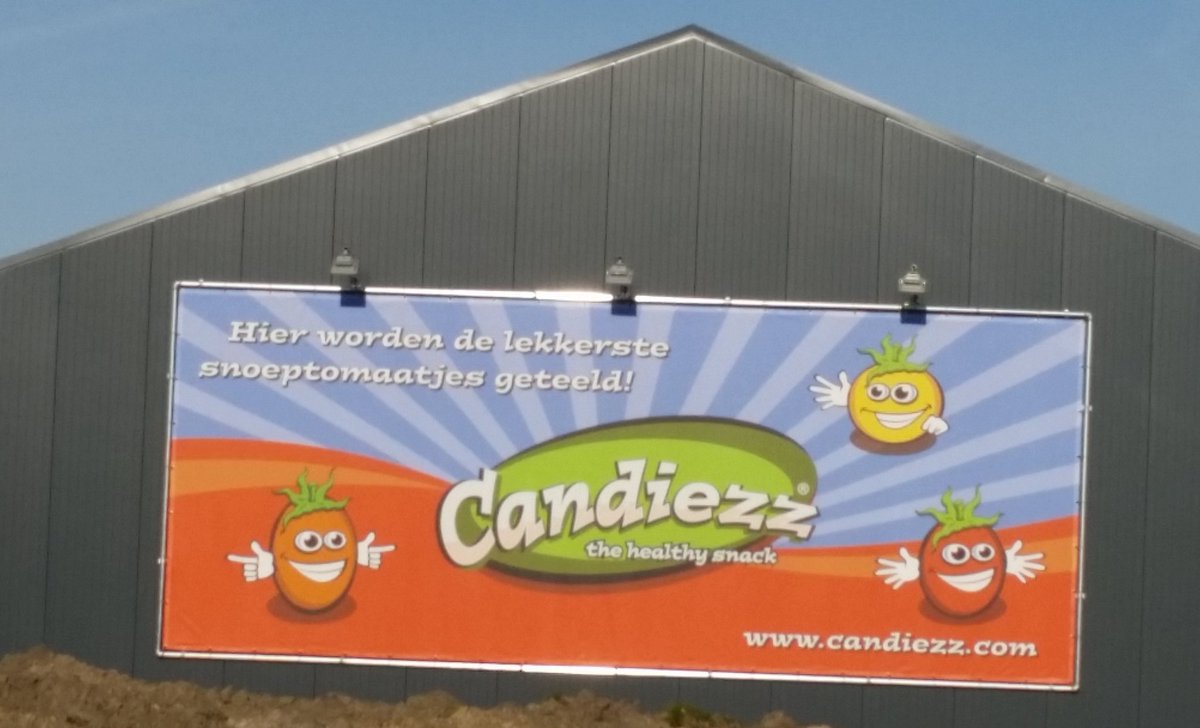 Hier worden de lekkerste
snoeptomaatjes geteeld!
Candiezz®
the healthy snack
www.candiezz.com